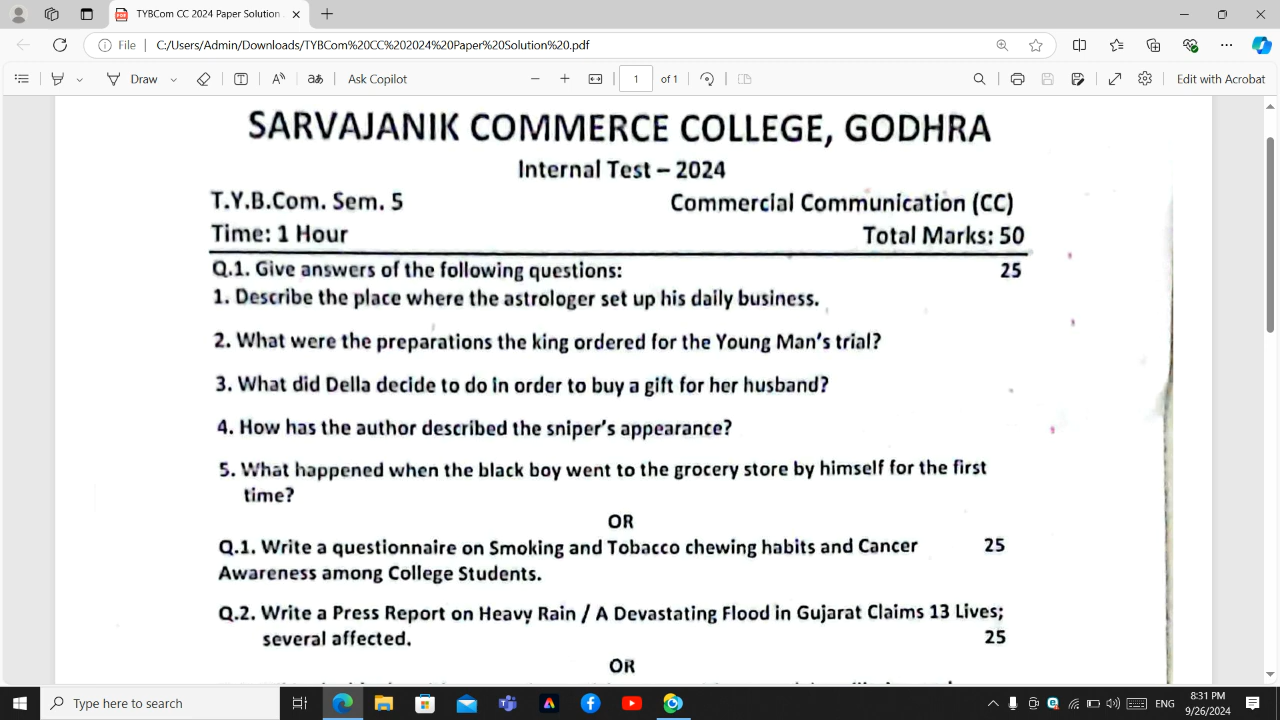 TYBCom CC 2024 Paper Solution .
File C:/Users/Admin/Downloads/TYBCom%20CC%202024%20Paper%20Solution%20.pdf
Draw Ask Copilot 1 of 1 Edit with Acrobat
SARVAJANIK COMMERCE COLLEGE, GODHRA
Internal Test – 2024
T.Y.B.Com. Sem. 5 Commercial Communication (CC)
Time: 1 Hour Total Marks: 50
Q.1. Give answers of the following questions: 25
1. Describe the place where the astrologer set up his daily business.
2. What were the preparations the king ordered for the Young Man's trial?
3. What did Della decide to do in order to buy a gift for her husband?
4. How has the author described the sniper's appearance?
5. What happened when the black boy went to the grocery store by himself for the first
time?
OR
Q.1. Write a questionnaire on Smoking and Tobacco chewing habits and Cancer 25
Awareness among College Students.
Q.2. Write a Press Report on Heavy Rain / A Devastating Flood in Gujarat Claims 13 Lives;
several affected. 25
OR
Type here to search ENG 8:31 PM
9/26/2024